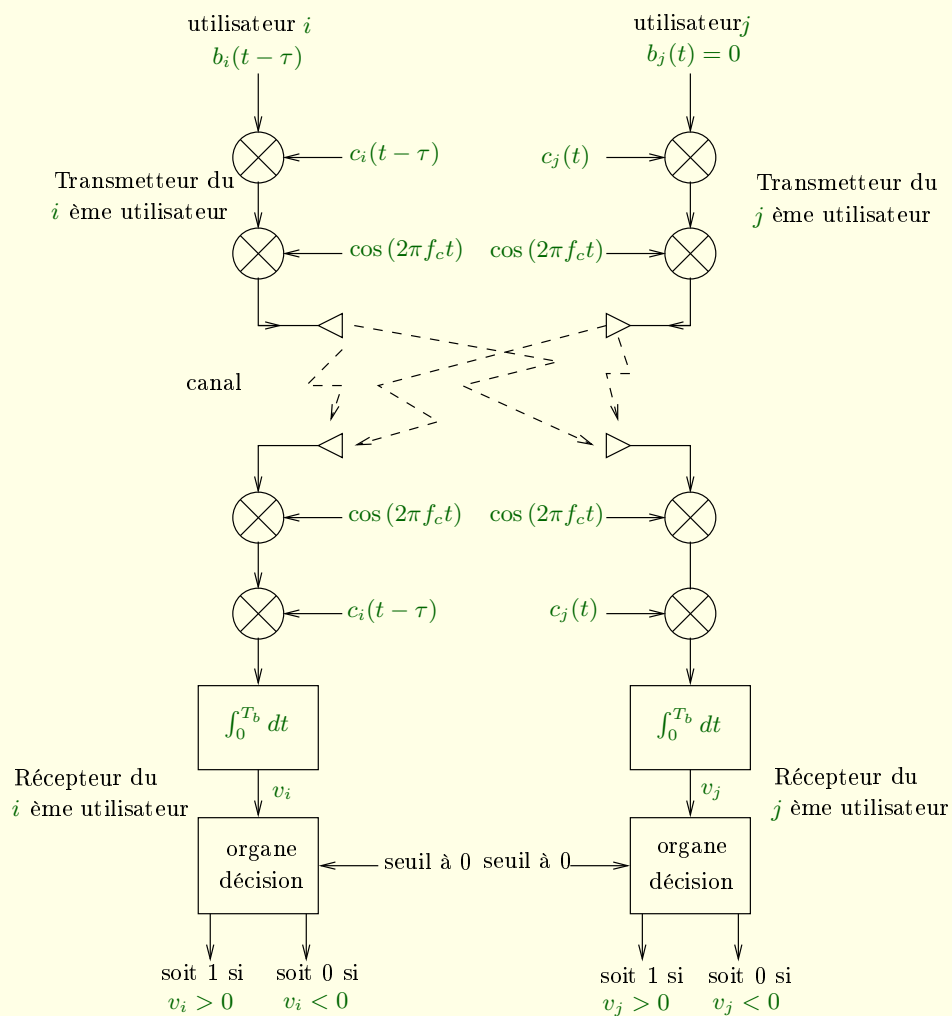 utilisateur i
b_i(t − τ)
utilisateurj
b_j(t) = 0
c_i(t − τ)
c_j(t)
Transmetteur du
i ème utilisateur
Transmetteur du
j ème utilisateur
cos (2πf_c t)
cos (2πf_c t)
canal
cos (2πf_c t)
cos (2πf_c t)
c_i(t − τ)
c_j(t)
∫_0^{T_b} dt
∫_0^{T_b} dt
Récepteur du
i ème utilisateur
Récepteur du
j ème utilisateur
v_i
v_j
organe
décision
seuil à 0
seuil à 0
organe
décision
soit 1 si
v_i > 0
soit 0 si
v_i < 0
soit 1 si
v_j > 0
soit 0 si
v_j < 0